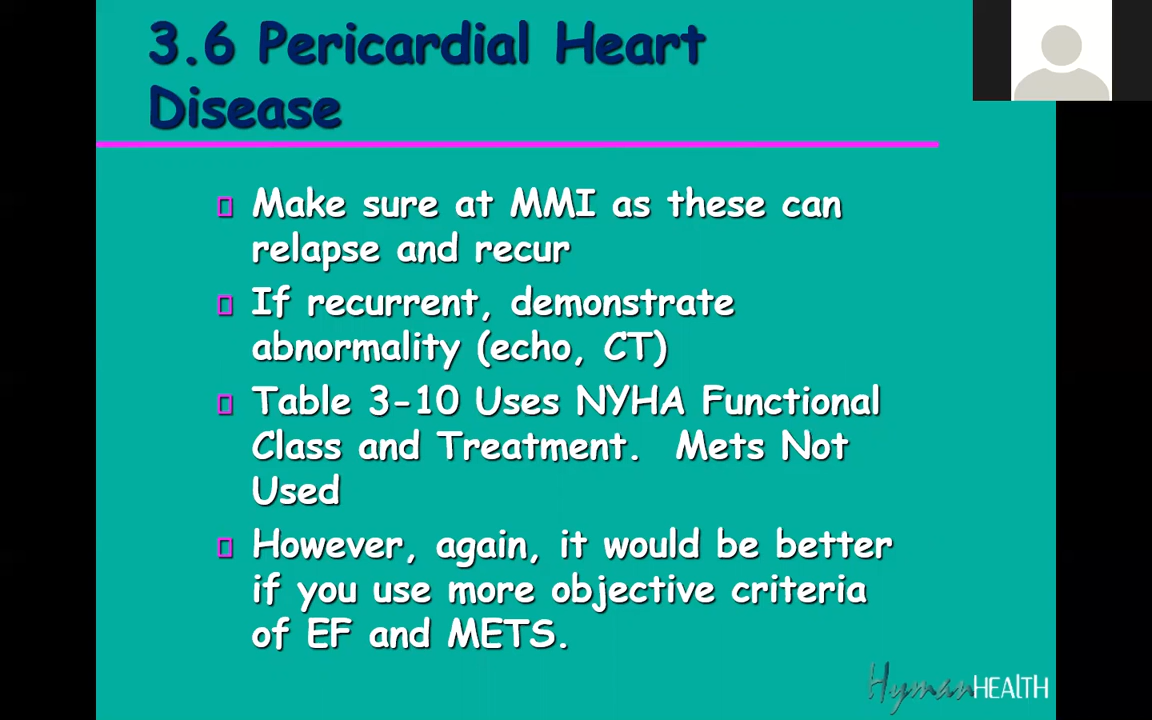 3.6 Pericardial Heart
Disease
Make sure at MMI as these can
relapse and recur
If recurrent, demonstrate
abnormality (echo, CT)
Table 3-10 Uses NYHA Functional
Class and Treatment.  Mets Not
Used
However, again, it would be better
if you use more objective criteria
of EF and METS.
HymanHEALTH